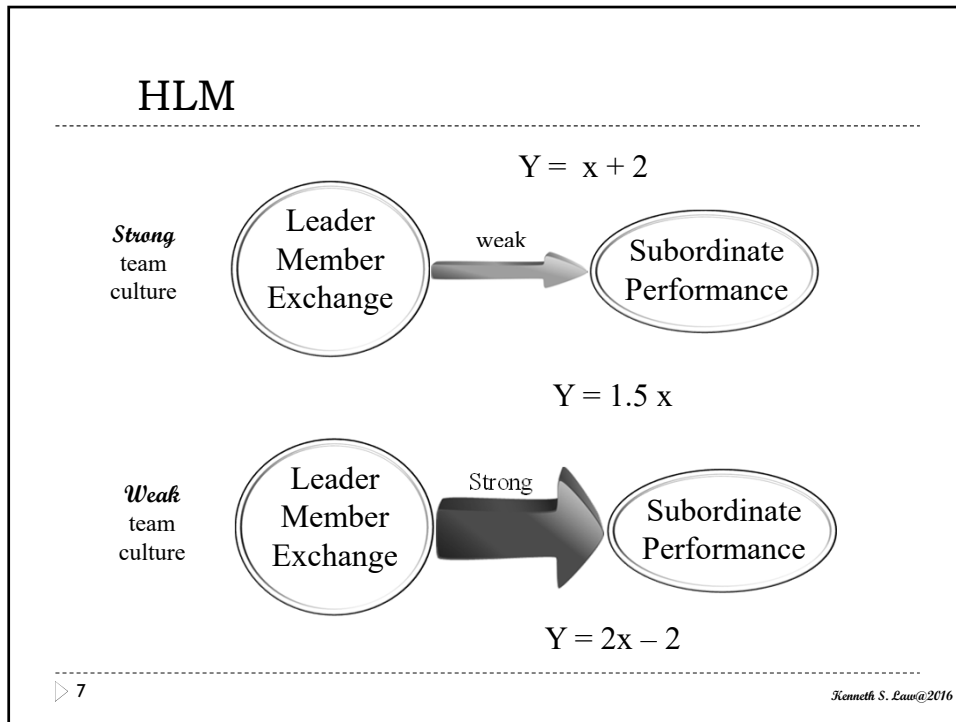 HLM
Y = x + 2
Strong
team
culture
Leader
Member
Exchange
weak
Subordinate
Performance
Y = 1.5 x
Weak
team
culture
Leader
Member
Exchange
Strong
Subordinate
Performance
Y = 2x – 2
7
Kenneth S. Law@2016